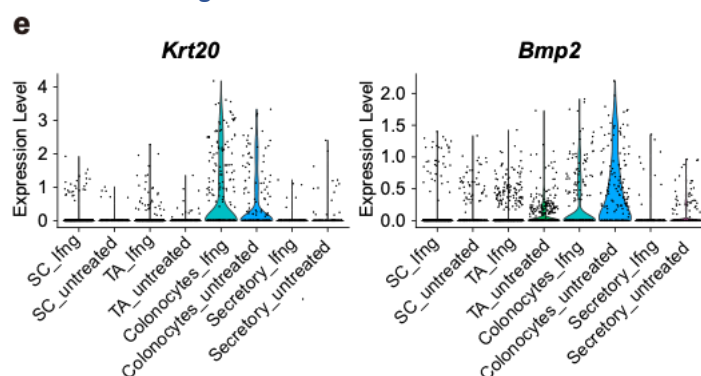 e
Krt20
Expression Level
4
3
2
1
0
SC_Ifng
SC_untreated
TA_Ifng
TA_untreated
Colonocytes_Ifng
Colonocytes_untreated
Secretory_Ifng
Secretory_untreated
Bmp2
Expression Level
2.0
1.5
1.0
0.5
0.0
SC_Ifng
SC_untreated
TA_Ifng
TA_untreated
Colonocytes_Ifng
Colonocytes_untreated
Secretory_Ifng
Secretory_untreated